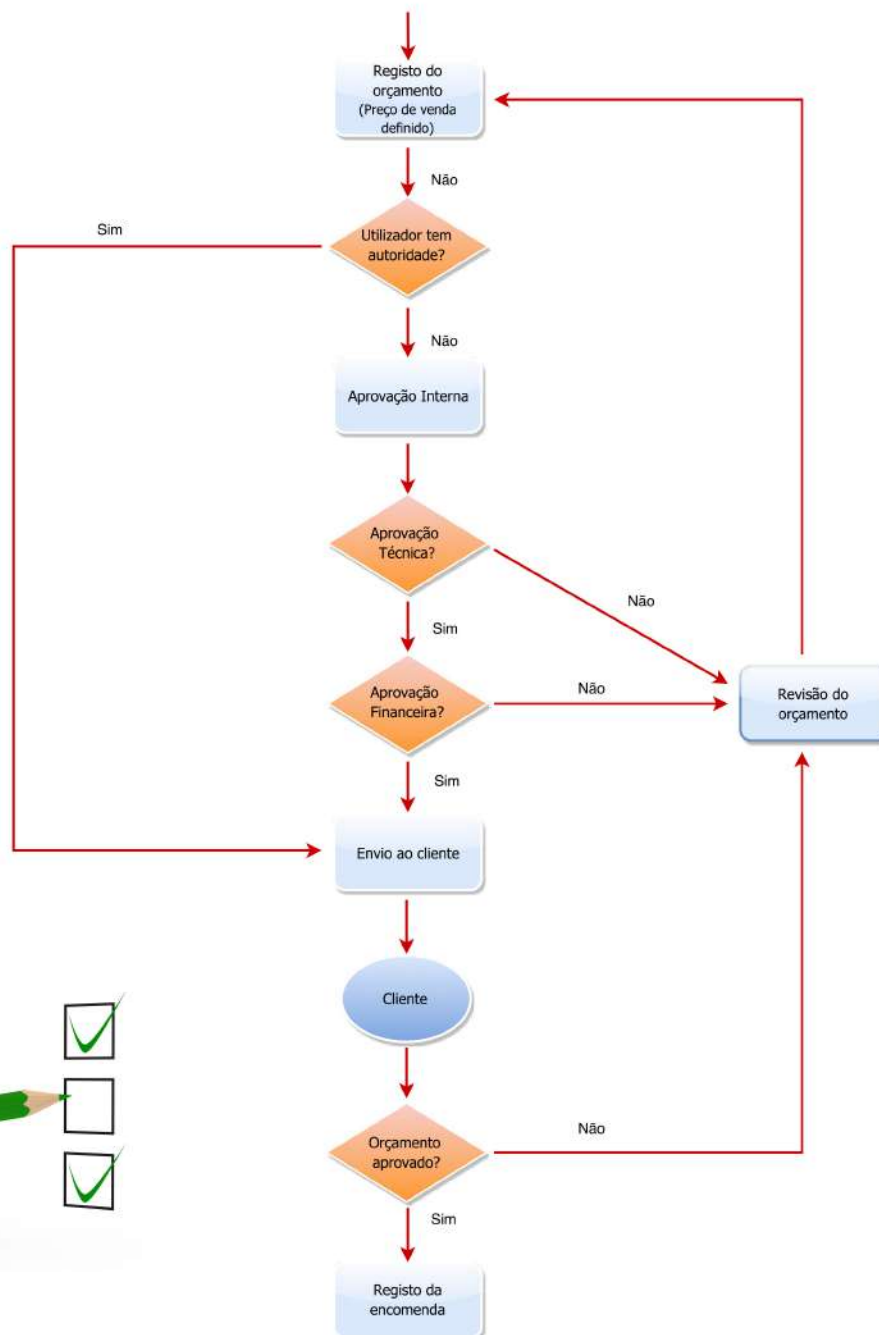 Registo do
orçamento
(Preço de venda
definido)
Não
Sim
Utilizador tem
autoridade?
Não
Aprovação Interna
Aprovação
Técnica?
Não
Sim
Aprovação
Financeira?
Não
Revisão do
orçamento
Sim
Envio ao cliente
Cliente
Orçamento
aprovado?
Não
Sim
Registo da
encomenda